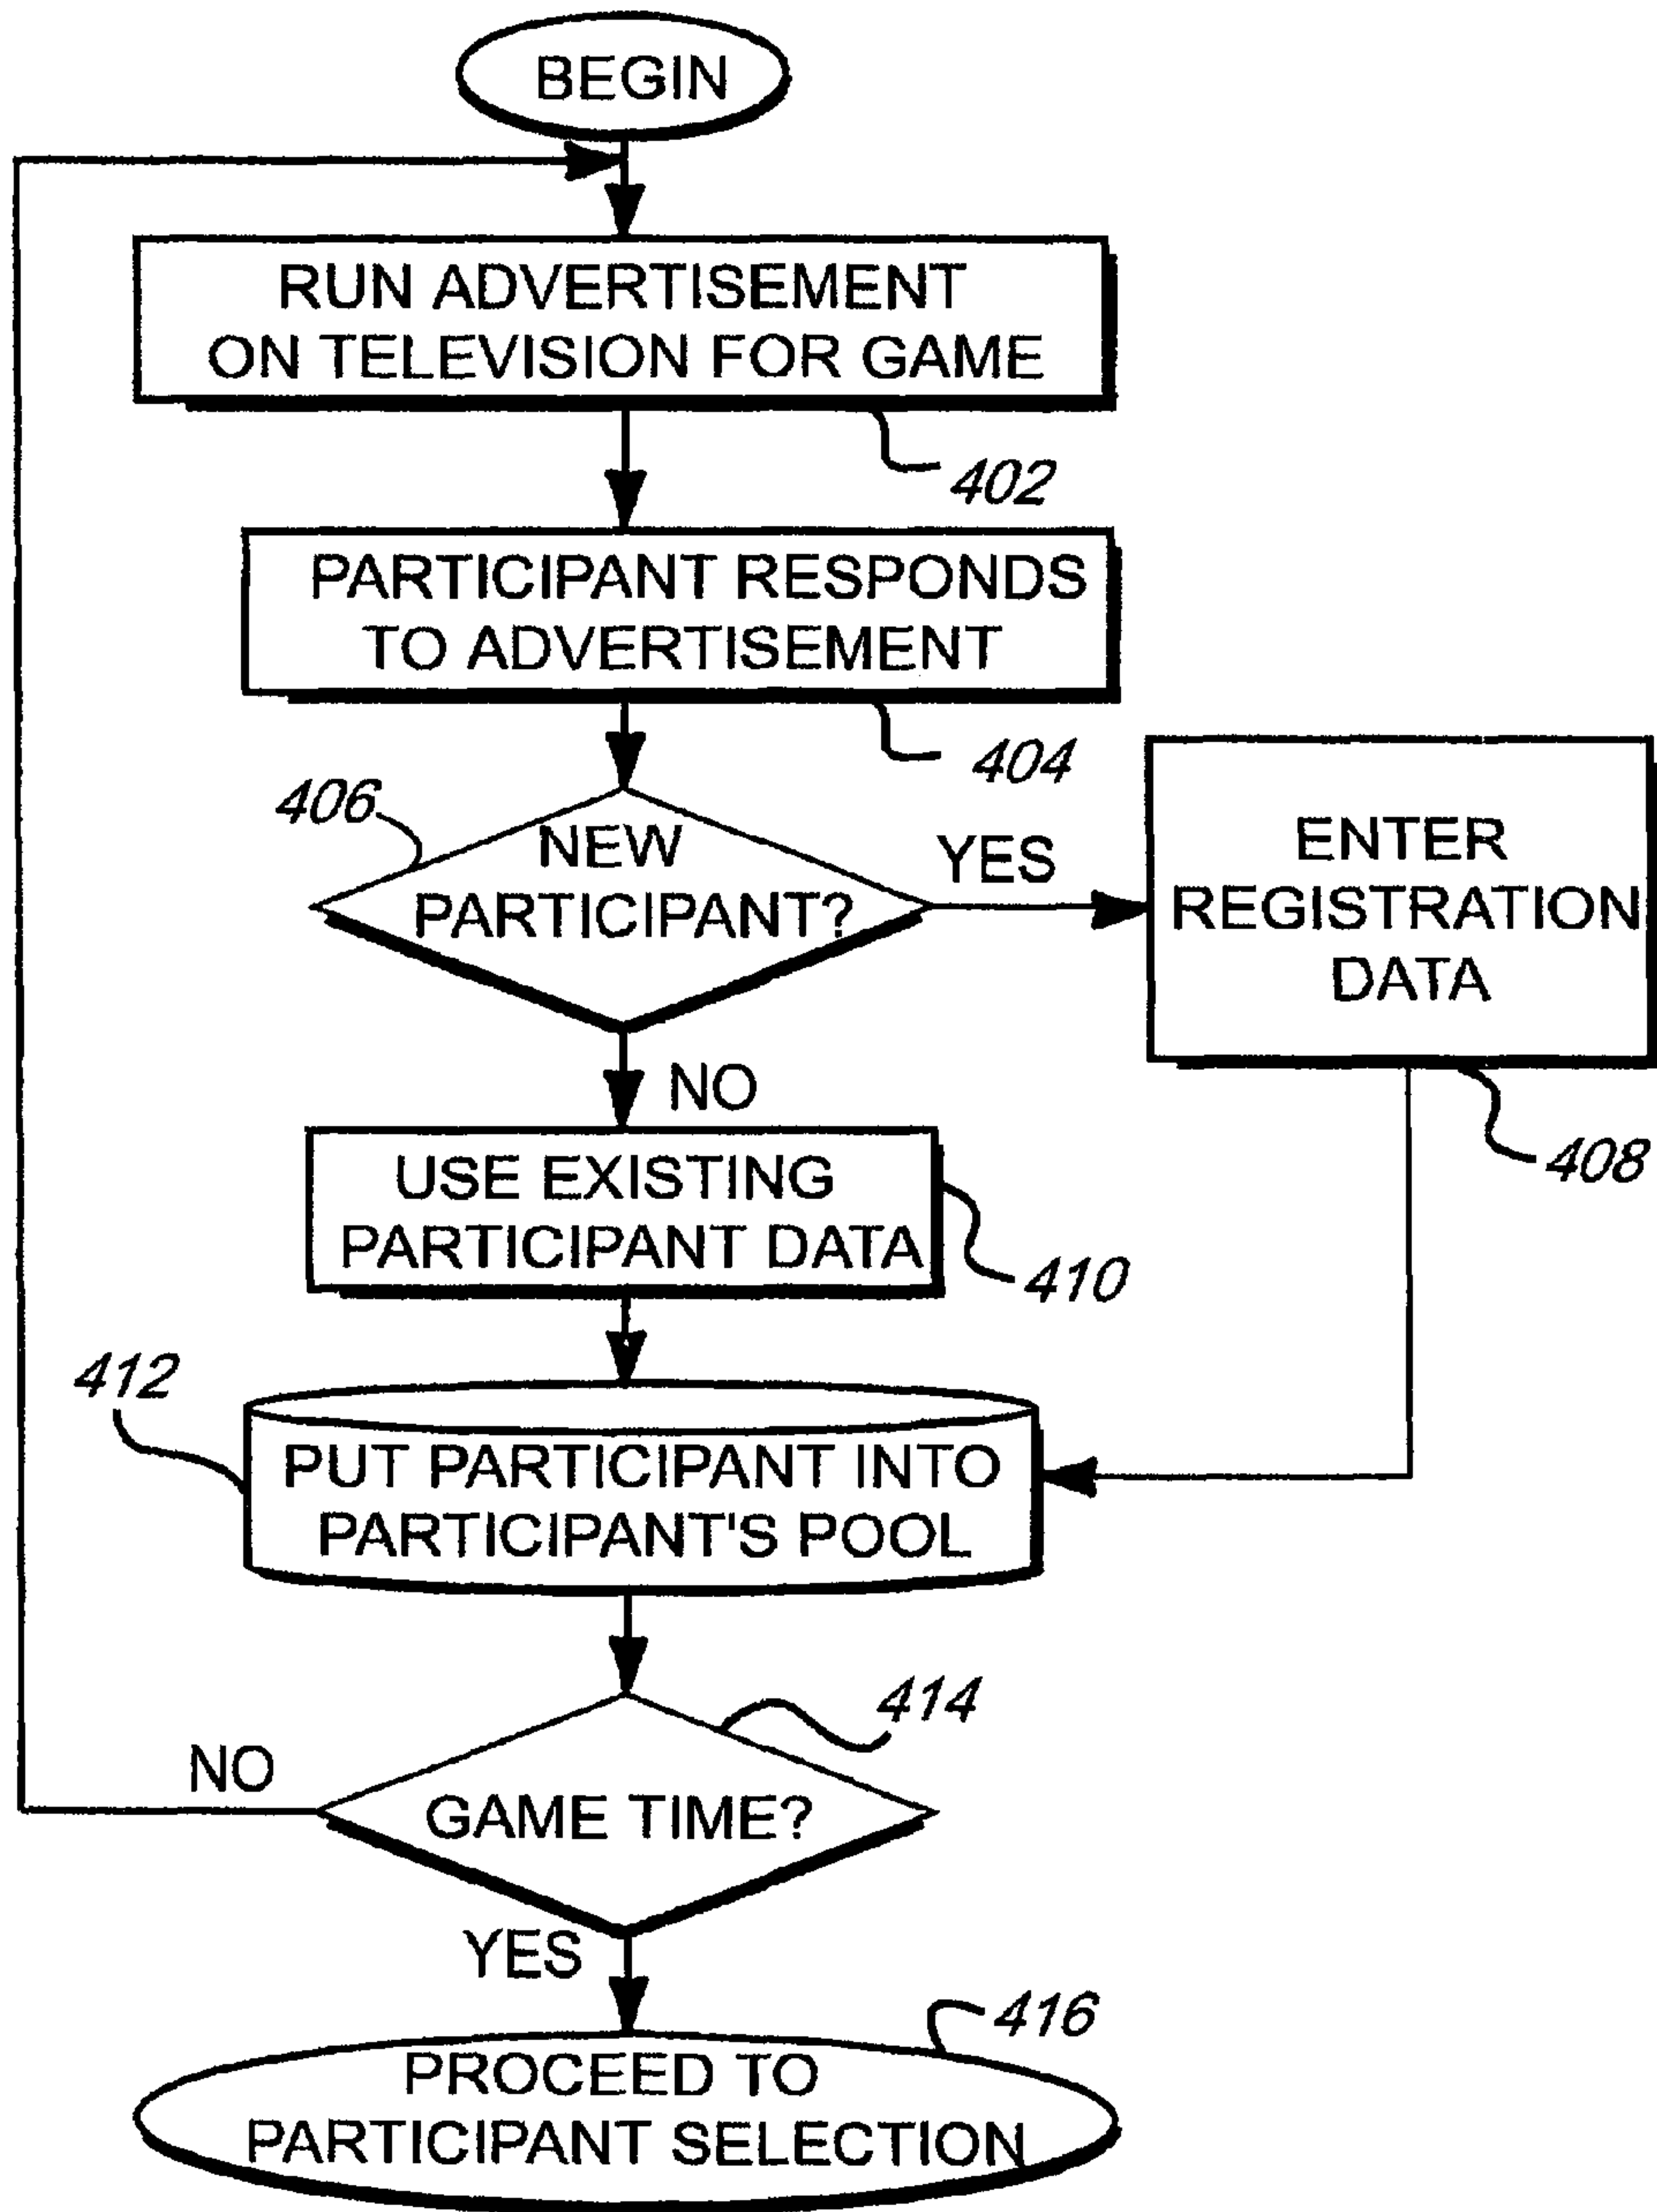 BEGIN
RUN ADVERTISEMENT
ON TELEVISION FOR GAME
402
PARTICIPANT RESPONDS
TO ADVERTISEMENT
404
406
NEW
PARTICIPANT?
YES
ENTER
REGISTRATION
DATA
408
NO
USE EXISTING
PARTICIPANT DATA
410
412
PUT PARTICIPANT INTO
PARTICIPANT'S POOL
414
NO
GAME TIME?
YES
416
PROCEED TO
PARTICIPANT SELECTION